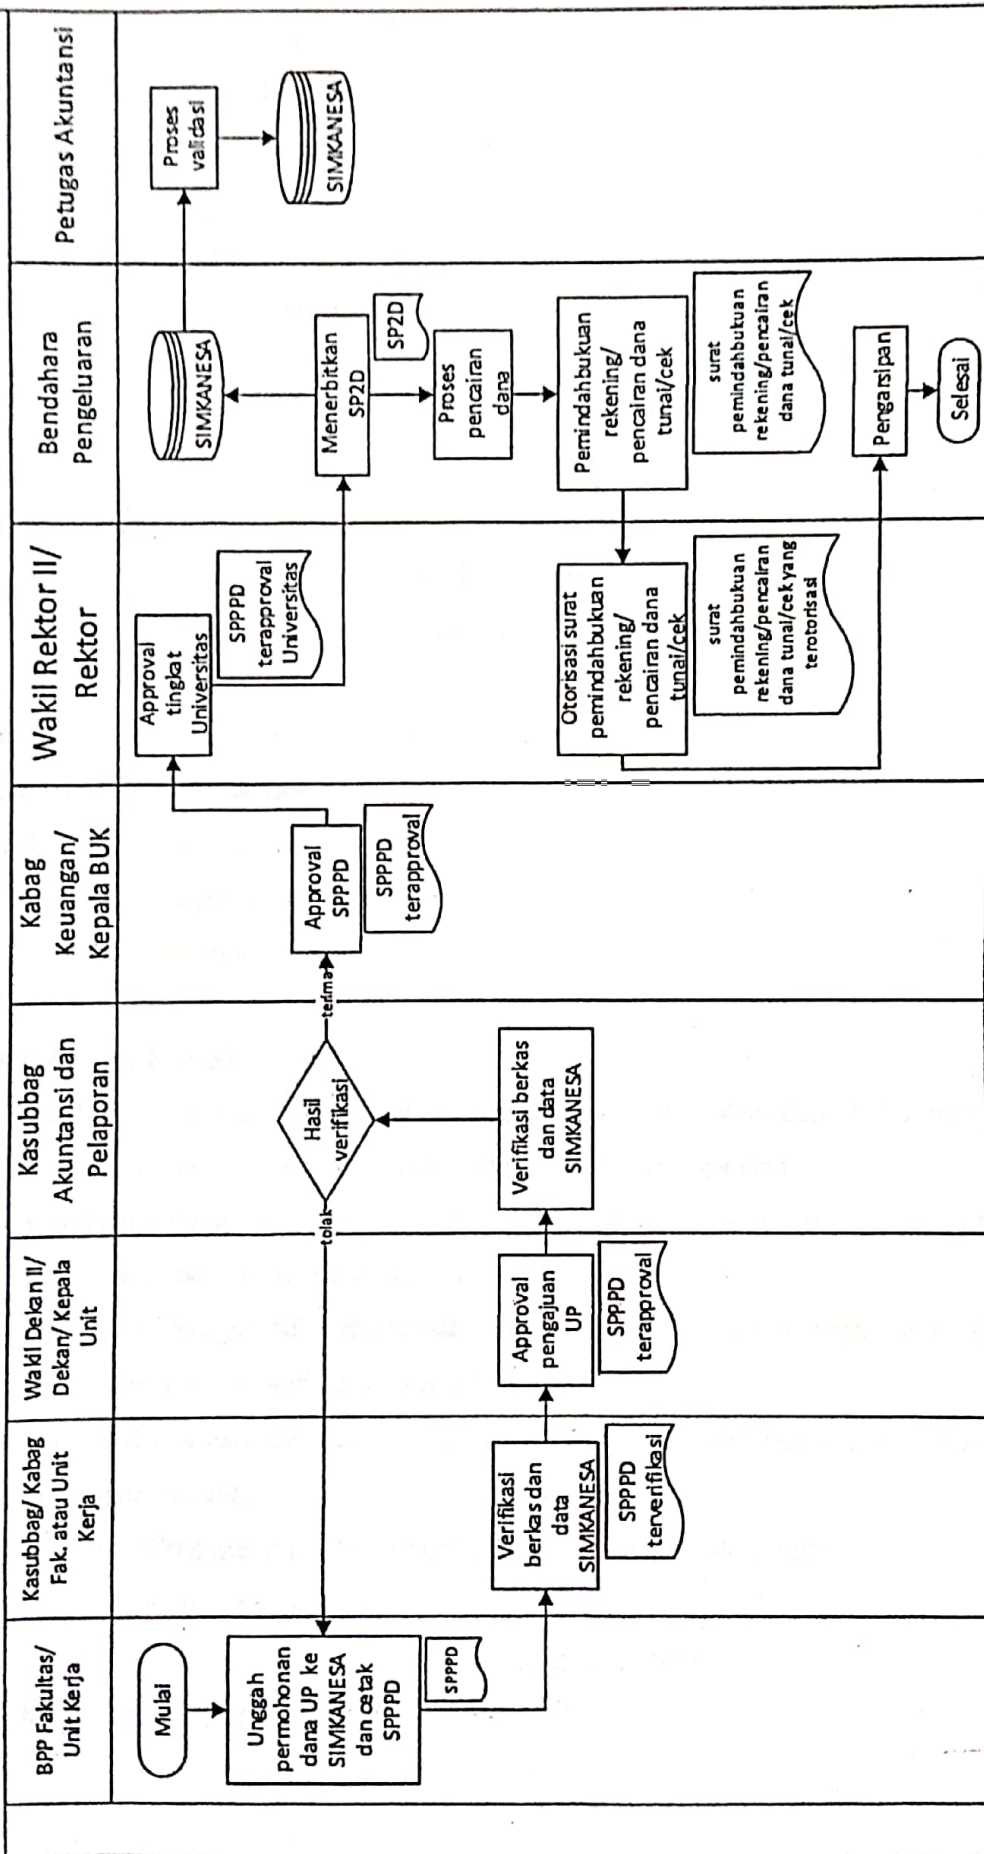 BPP Fakultas/
Unit Kerja
Kasubbag/ Kabag
Fak. atau Unit
Kerja
Wakil Dekan II/
Dekan/ Kepala
Unit
Kasubbag
Akuntansi dan
Pelaporan
Kabag
Keuangan/
Kepala BUK
Wakil Rektor II/
Rektor
Bendahara
Pengeluaran
Petugas Akuntansi
Mulai
Unggah
permohonan
dana UP ke
SIMKANESA
dan cetak
SPPPD
SPPPD
Verifikasi
berkas dan
data
SIMKANESA
SPPPD
terverifikasi
Approval
pengajuan
UP
SPPPD
terapproval
Verifikasi berkas
dan data
SIMKANESA
Hasil
verifikasi
tolak
terima
Approval
SPPPD
SPPPD
terapproval
Approval
tingkat
Universitas
SPPPD
terapproval
Universitas
Menerbitkan
SP2D
SP2D
SIMKANESA
Proses
validasi
SIMKANESA
Proses
pencairan
dana
Pemindahbukuan
rekening/
pencairan dana
tunai/cek
surat
pemindahbukuan
rekening/pencairan
dana tunai/cek
Otorisasi surat
pemindahbukuan
rekening/
pencairan dana
tunai/cek
surat
pemindahbukuan
rekening/pencairan
dana tunai/cek yang
terotorisasi
Pengarsipan
Selesai